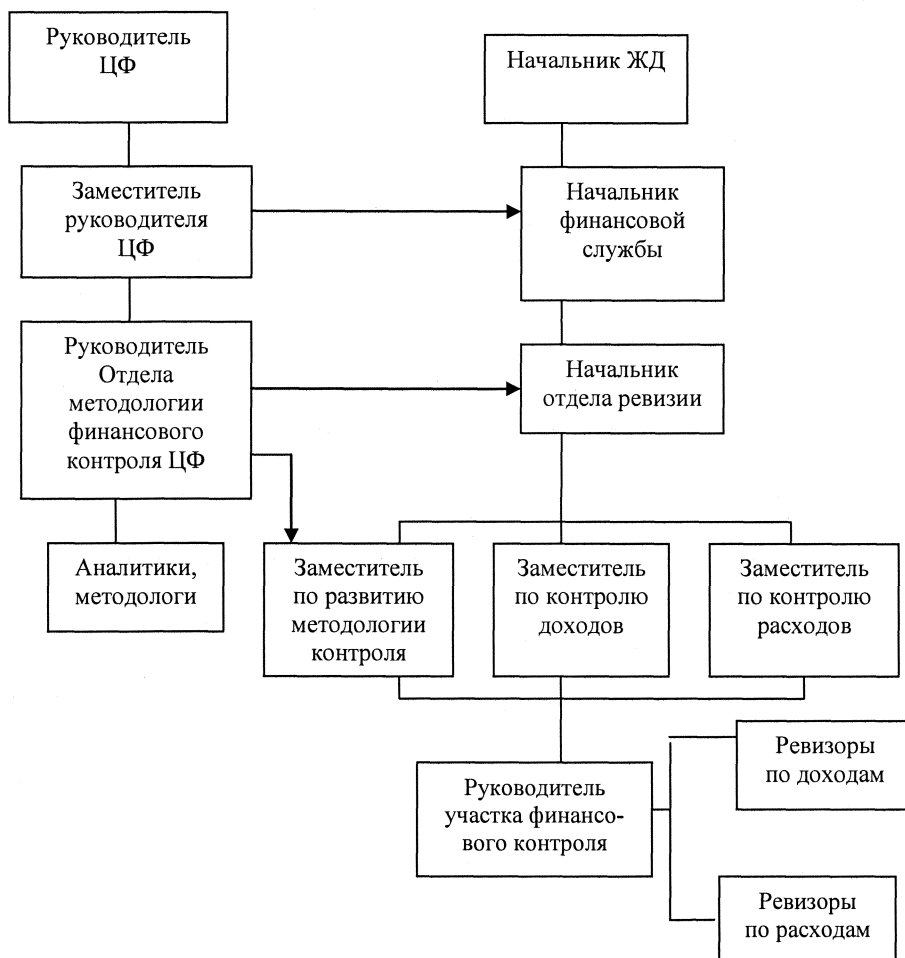 Руководитель
ЦФ
Начальник ЖД
Заместитель
руководителя
ЦФ
Начальник
финансовой
службы
Руководитель
Отдела
методологии
финансового
контроля ЦФ
Начальник
отдела ревизии
Аналитики,
методологи
Заместитель
по развитию
методологии
контроля
Заместитель
по контролю
доходов
Заместитель
по контролю
расходов
Ревизоры
по доходам
Руководитель
участка финансо-
вого контроля
Ревизоры
по расходам